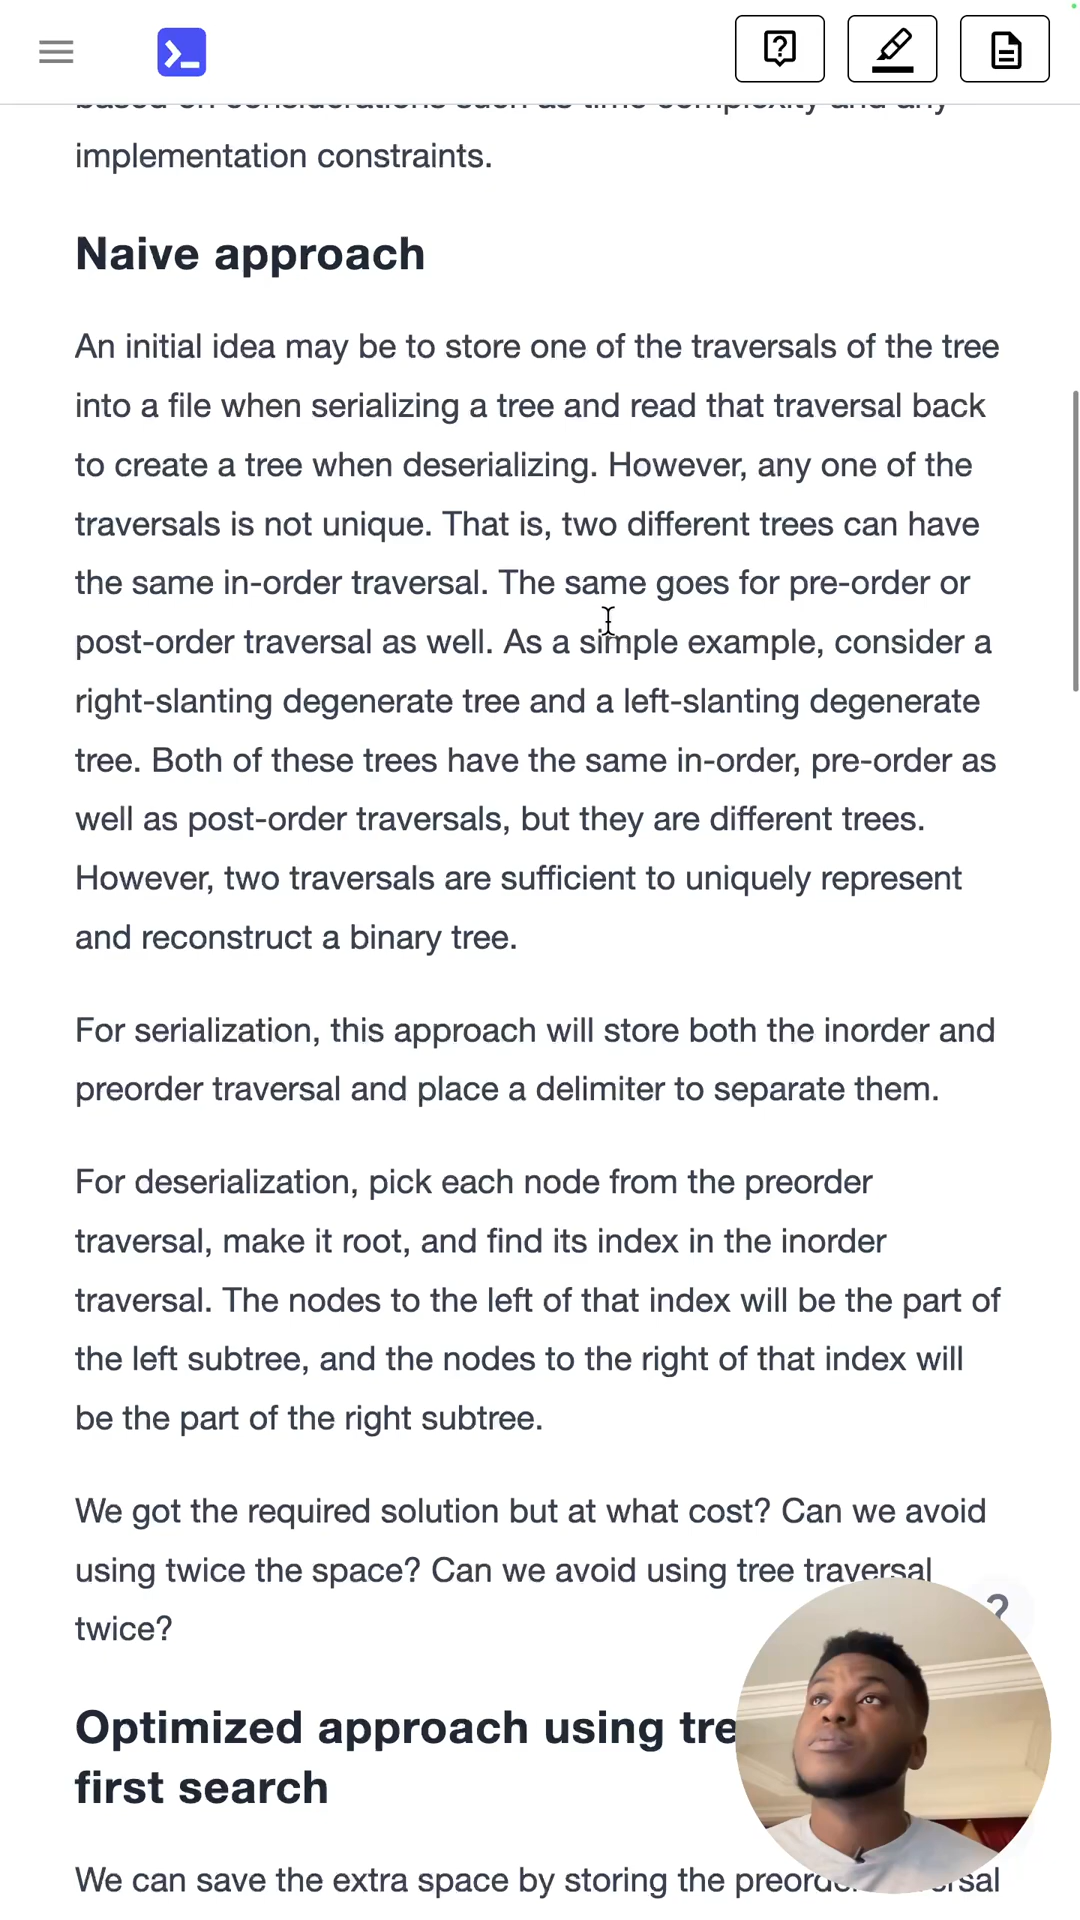 implementation constraints.
Naive approach
An initial idea may be to store one of the traversals of the tree
into a file when serializing a tree and read that traversal back
to create a tree when deserializing. However, any one of the
traversals is not unique. That is, two different trees can have
the same in-order traversal. The same goes for pre-order or
post-order traversal as well. As a simple example, consider a
right-slanting degenerate tree and a left-slanting degenerate
tree. Both of these trees have the same in-order, pre-order as
well as post-order traversals, but they are different trees.
However, two traversals are sufficient to uniquely represent
and reconstruct a binary tree.
For serialization, this approach will store both the inorder and
preorder traversal and place a delimiter to separate them.
For deserialization, pick each node from the preorder
traversal, make it root, and find its index in the inorder
traversal. The nodes to the left of that index will be the part of
the left subtree, and the nodes to the right of that index will
be the part of the right subtree.
We got the required solution but at what cost? Can we avoid
using twice the space? Can we avoid using tree traversal
twice?
Optimized approach using
first search
We can save the extra space by storing the